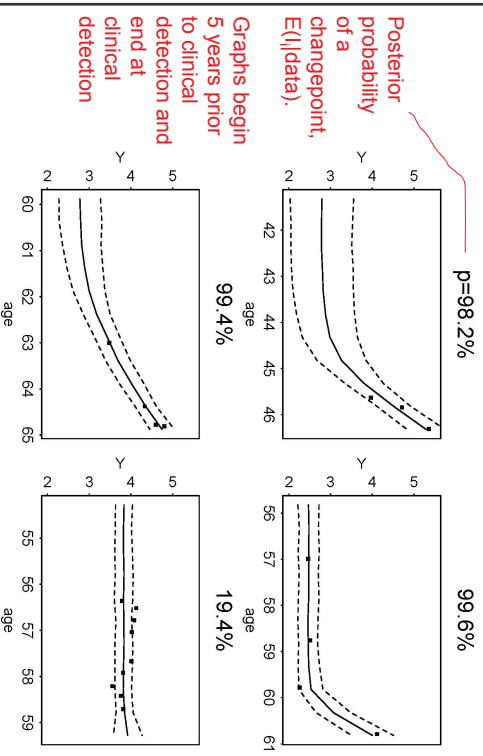 Posterior
probability
of a
changepoint,
E(Iᵢ|data).
Graphs begin
5 years prior
to clinical
detection and
end at
clinical
detection
p=98.2%
Y
2 3 4 5
42 43 44 45 46
age
99.6%
Y
2 3 4 5
56 57 58 59 60 61
age
99.4%
Y
2 3 4 5
60 61 62 63 64 65
age
19.4%
Y
2 3 4 5
55 56 57 58 59
age